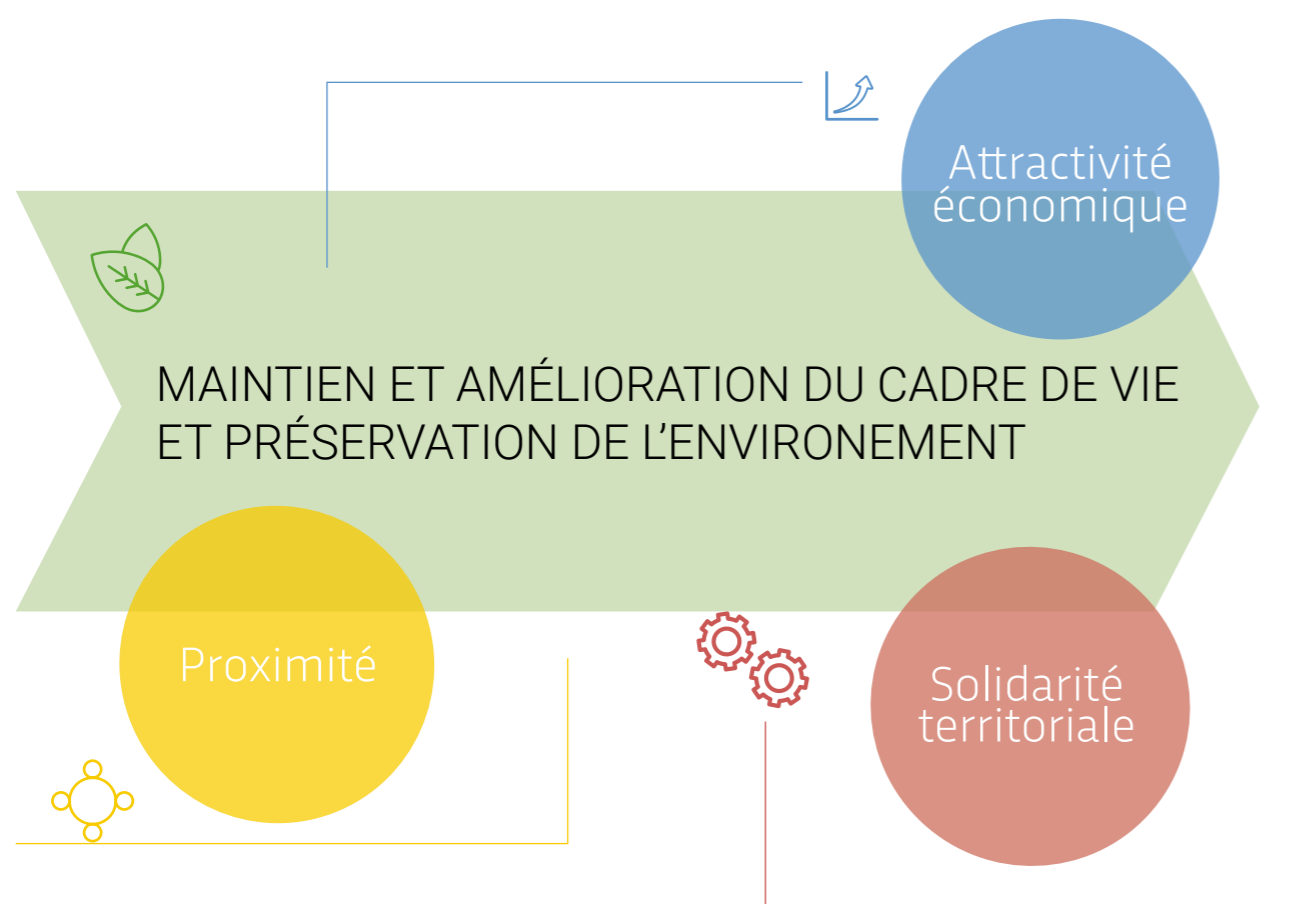 Attractivité
économique
MAINTIEN ET AMÉLIORATION DU CADRE DE VIE
ET PRÉSERVATION DE L’ENVIRONEMENT
Proximité
Solidarité
territoriale